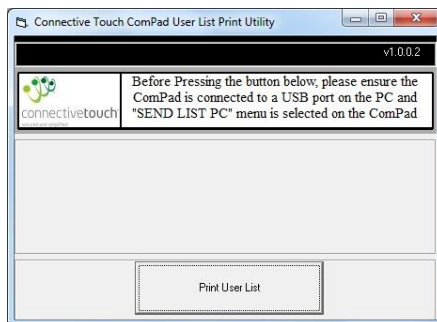 Connective Touch ComPad User List Print Utility
v1.0.0.2
connectivetouch
Before Pressing the button below, please ensure the
ComPad is connected to a USB port on the PC and
"SEND LIST PC" menu is selected on the ComPad
Print User List